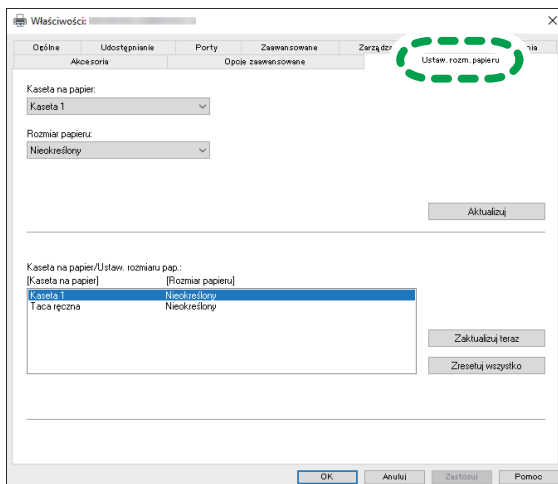 Właściwości:
Ogólne Udostępnianie Porty Zaawansowane
Akcesoria Opcje zaawansowane Ustaw. rozm. papieru
Kaseta na papier:
Kaseta 1
Rozmiar papieru:
Nieokreślony
Aktualizuj
Kaseta na papier/Ustaw. rozmiaru pap.:
[Kaseta na papier] [Rozmiar papieru]
Kaseta 1 Nieokreślony
Taca ręczna Nieokreślony
Zaktualizuj teraz
Zresetuj wszystko
OK Anuluj Zastosuj Pomoc